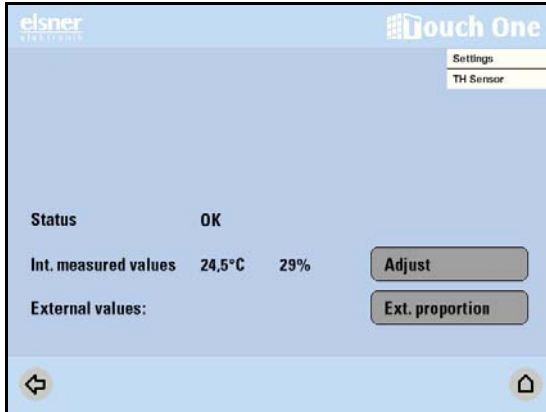 elsner
elektronik
Touch One
Settings
TH Sensor
Status OK
Int. measured values 24,5°C 29% Adjust
External values: Ext. proportion